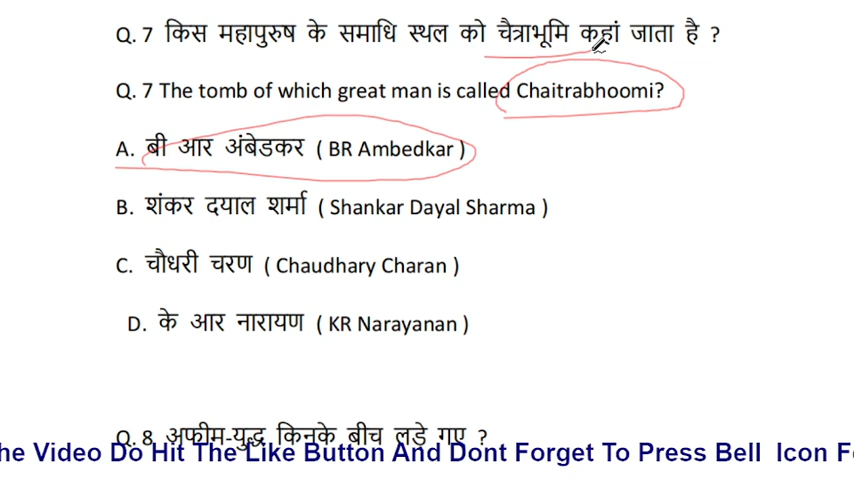 Q. 7 किस महापुरुष के समाधि स्थल को चैत्राभूमि कहां जाता है ?
Q. 7 The tomb of which great man is called Chaitrabhoomi?
A. बी आर अंबेडकर ( BR Ambedkar )
B. शंकर दयाल शर्मा ( Shankar Dayal Sharma )
C. चौधरी चरण ( Chaudhary Charan )
D. के आर नारायण ( KR Narayanan )
Q. 8 अफीम-युद्ध किनके बीच लड़े गए ?
he Video Do Hit The Like Button And Dont Forget To Press Bell Icon F